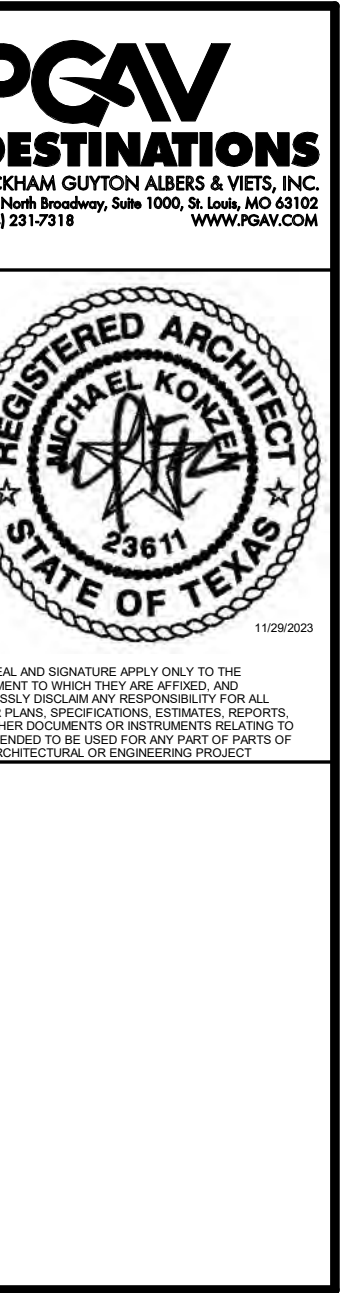 PGAV
DESTINATIONS
CKHAM GUYTON ALBERS & VIETS, INC.
North Broadway, Suite 1000, St. Louis, MO 63102
) 231-7318 WWW.PGAV.COM
REGISTERED ARCHITECT
MICHAEL KONZEN
23611
STATE OF TEXAS
11/29/2023
EAL AND SIGNATURE APPLY ONLY TO THE
MENT TO WHICH THEY ARE AFFIXED, AND
SSLY DISCLAIM ANY RESPONSIBILITY FOR ALL
R PLANS, SPECIFICATIONS, ESTIMATES, REPORTS,
HER DOCUMENTS OR INSTRUMENTS RELATING TO
ENDED TO BE USED FOR ANY PART OF PARTS OF
RCHITECTURAL OR ENGINEERING PROJECT